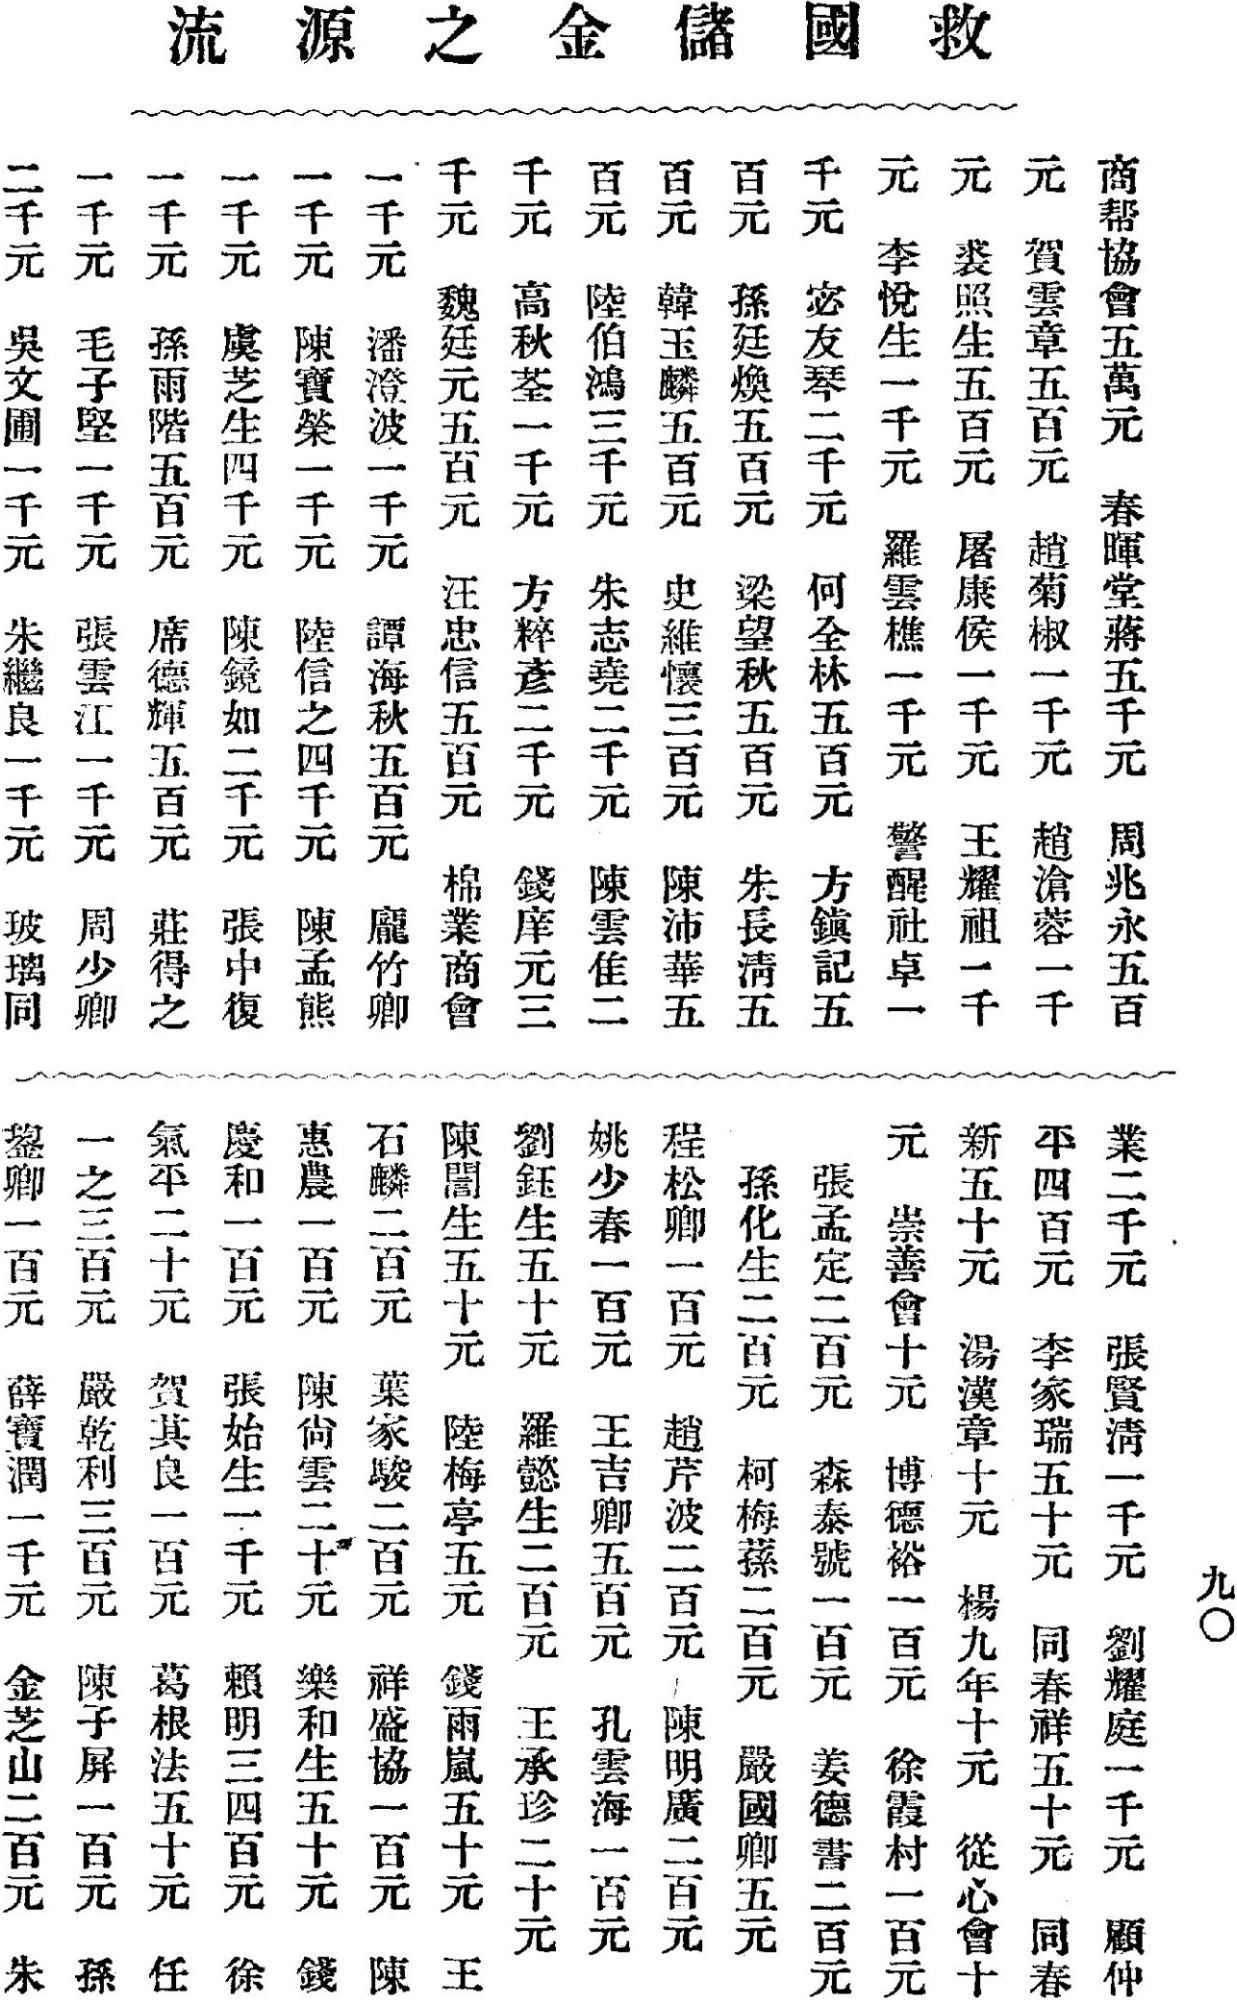 救國儲金之源流
商帮協會五萬元　春暉堂蔣五千元　周兆永五百
元　賀雲章五百元　趙菊椒一千元　趙滄蓉一千
元　裘照生五百元　屠康侯一千元　王耀祖一千
元　李悅生一千元　羅雲樵一千元　警醒社卓一
千元　宓友琴二千元　何全林五百元　方鎮記五
百元　孫廷煥五百元　梁望秋五百元　朱長淸五
百元　韓玉麟五百元　史維懷三百元　陳沛華五
百元　陸伯鴻三千元　朱志堯二千元　陳雲隹二
千元　高秋荃一千元　方粹彥二千元　錢庠元三
千元　魏廷元五百元　汪忠信五百元　棉業商會
一千元　潘澄波一千元　譚海秋五百元　龐竹卿
一千元　陳寶榮一千元　陸信之四千元　陳孟熊
一千元　虞芝生四千元　陳鏡如二千元　張中復
一千元　孫雨階五百元　席德輝五百元　莊得之
一千元　毛子堅一千元　張雲江一千元　周少卿
二千元　吳文圃一千元　朱繼良一千元　玻璃同
業二千元　張賢淸一千元　劉耀庭一千元　顧仲
平四百元　李家瑞五十元　同春祥五十元　同春
新五十元　湯漢章十元　楊九年十元　從心會十
元　崇善會十元　博德裕一百元　徐霞村一百元
張孟定二百元　森泰號一百元　姜德書二百元
孫化生二百元　柯梅蓀二百元　嚴國卿五元
程松卿一百元　趙芹波二百元　陳明廣二百元
姚少春一百元　王吉卿五百元　孔雲海一百元
劉鈺生五十元　羅懿生二百元　王承珍二十元
陳誾生五十元　陸梅亭五元　錢雨嵐五十元　王
石麟二百元　葉家駿二百元　祥盛協一百元　陳
惠農一百元　陳尙雲二十元　樂和生五十元　錢
慶和一百元　張始生一千元　賴明三四百元　徐
氣平二十元　賀其良一百元　葛根法五十元　任
一之三百元　嚴乾利三百元　陳子屏一百元　孫
鋆卿一百元　薛寶潤一千元　金芝山二百元　朱
九〇